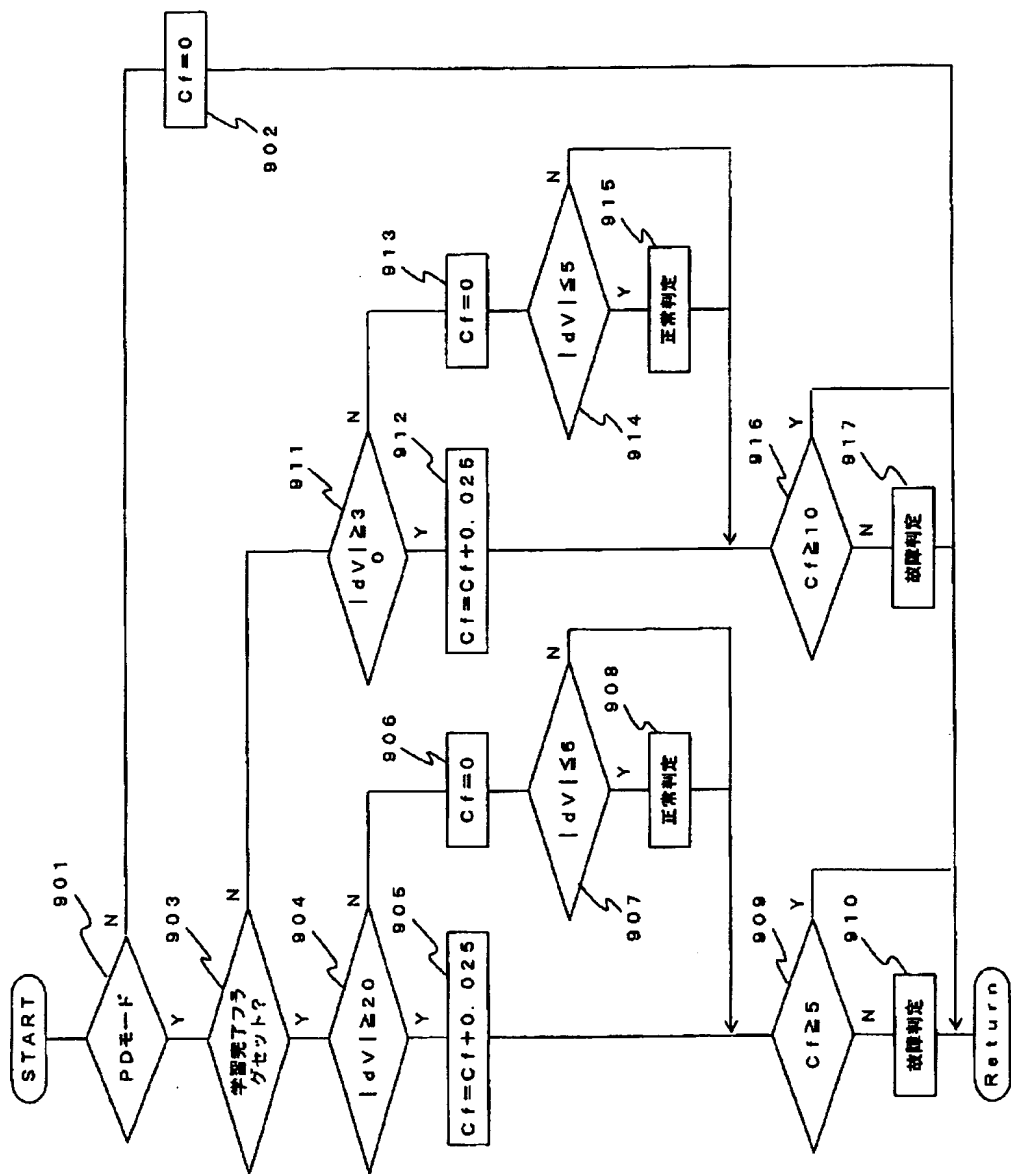 START
901
PDモード
N
Y
Cf=0
902
903
学習完了フラ
グセット?
N
Y
904
|dV|≧20
N
Y
905
Cf=Cf+0.025
906
Cf=0
907
|dV|≦6
N
Y
908
正常判定
909
Cf≧5
Y
N
910
故障判定
911
|dV|≧3
0
N
Y
912
Cf=Cf+0.025
913
Cf=0
914
|dV|≦5
N
Y
915
正常判定
916
Cf≧10
Y
N
917
故障判定
Return